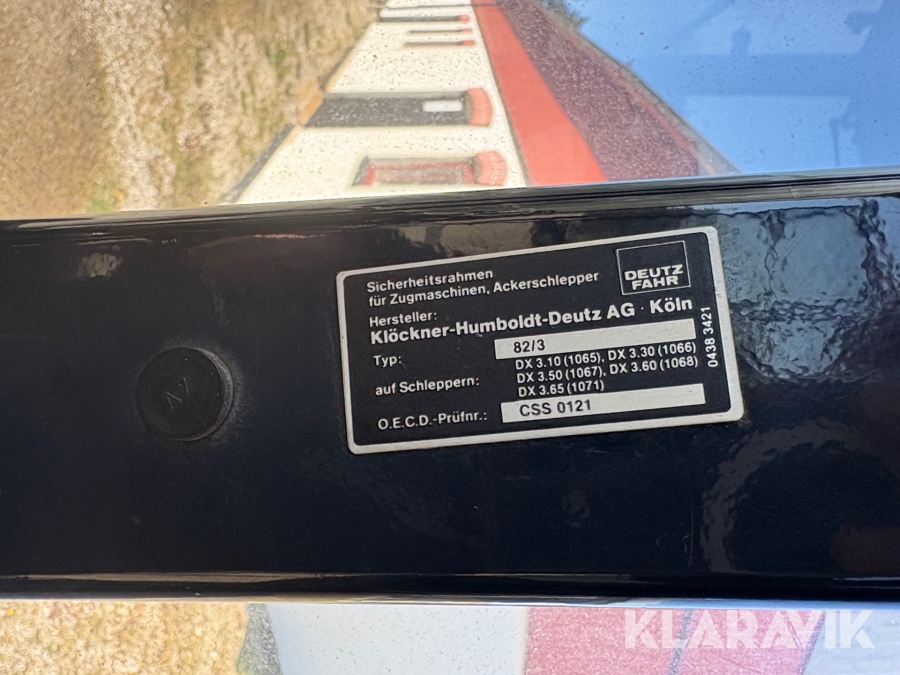 Sicherheitsrahmen
für Zugmaschinen, Ackerschlepper
DEUTZ
FAHR
Hersteller:
Klöckner-Humboldt-Deutz AG · Köln
Typ: 82/3
auf Schleppern: DX 3.10 (1065), DX 3.30 (1066)
DX 3.50 (1067), DX 3.60 (1068)
DX 3.65 (1071)
O.E.C.D.-Prüfnr.: CSS 0121
0438 3421
KLARAVIK